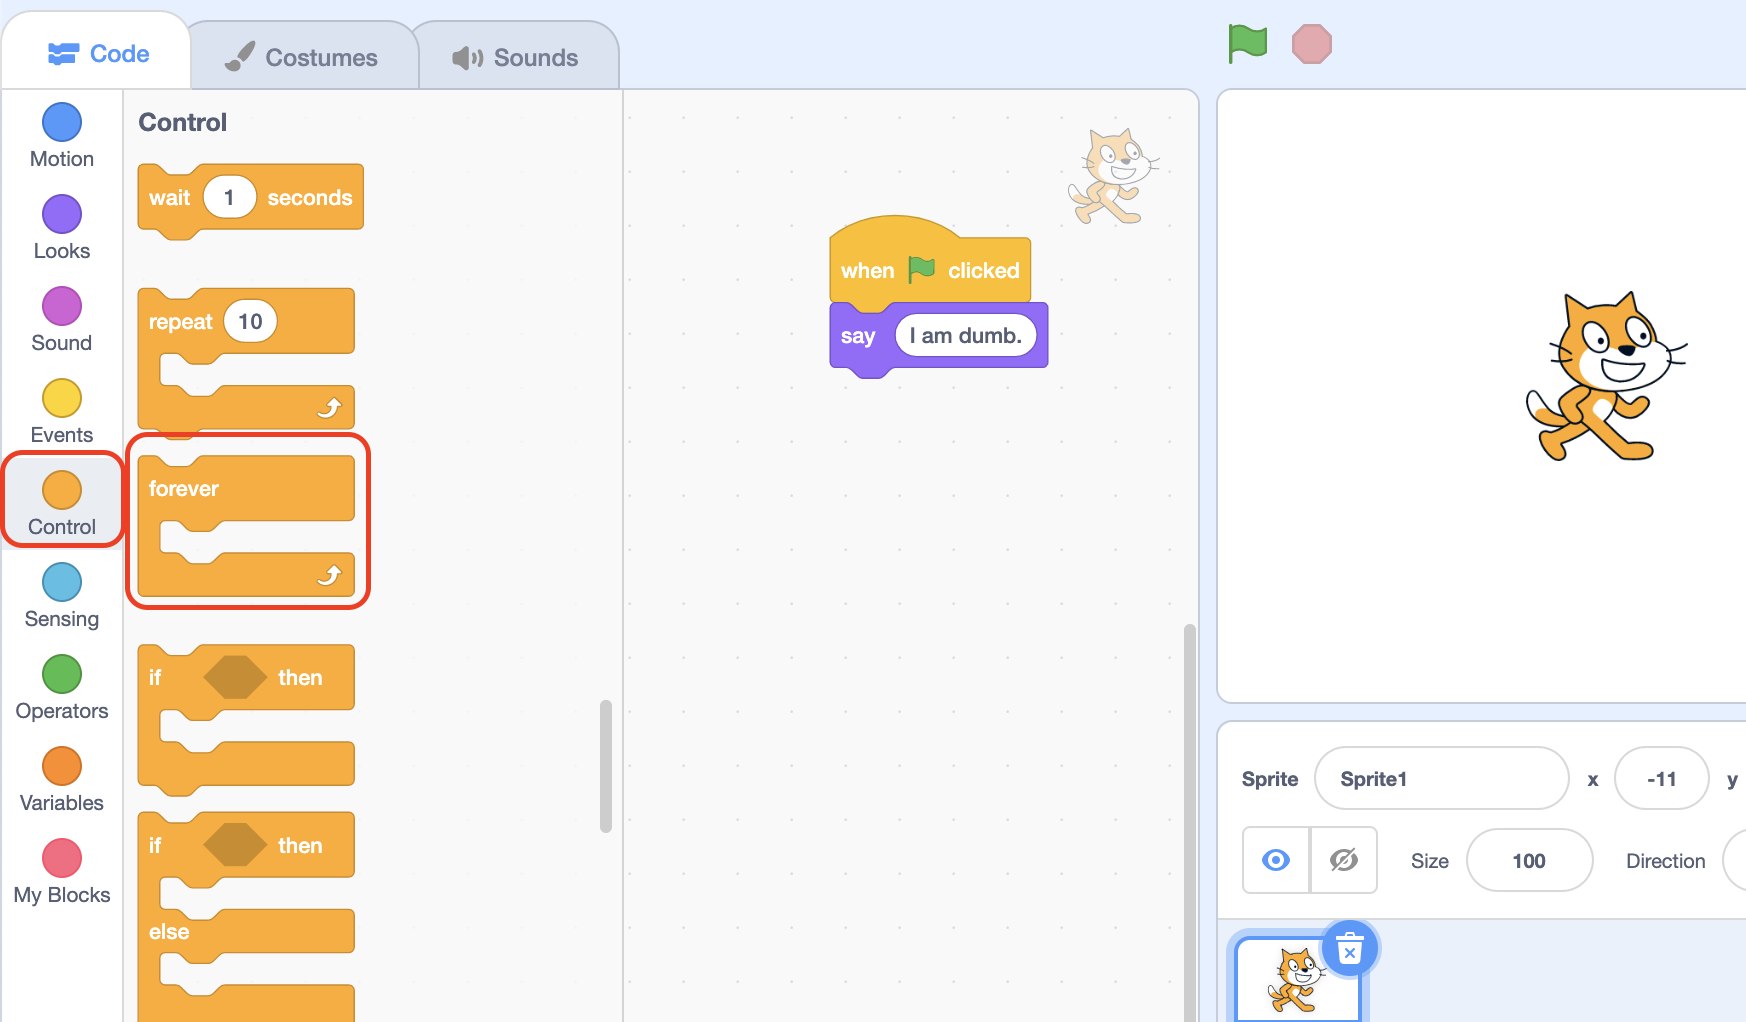 Code
Costumes
Sounds
Motion
Looks
Sound
Events
Control
Sensing
Operators
Variables
My Blocks
Control
wait 1 seconds
repeat 10
forever
if then
if then
else
when clicked
say I am dumb.
Sprite Sprite1 x -11 y
Size 100 Direction